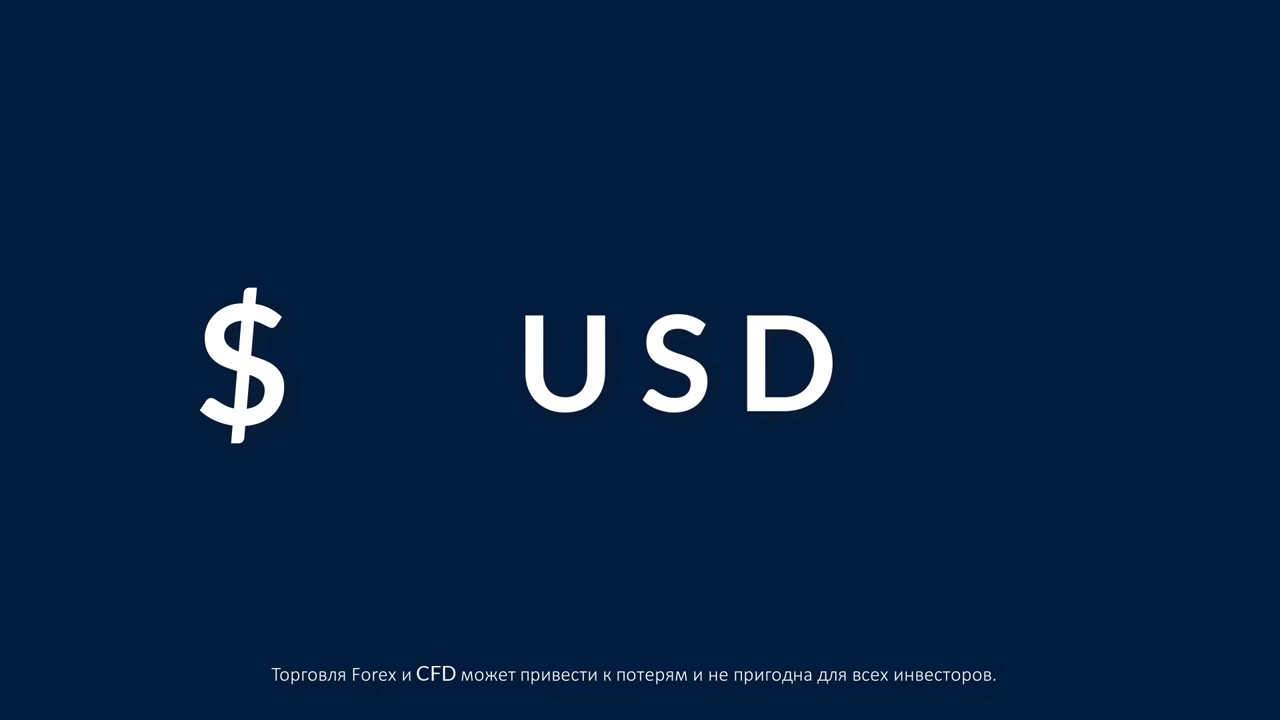 $ USD
Торговля Forex и CFD может привести к потерям и не пригодна для всех инвесторов.